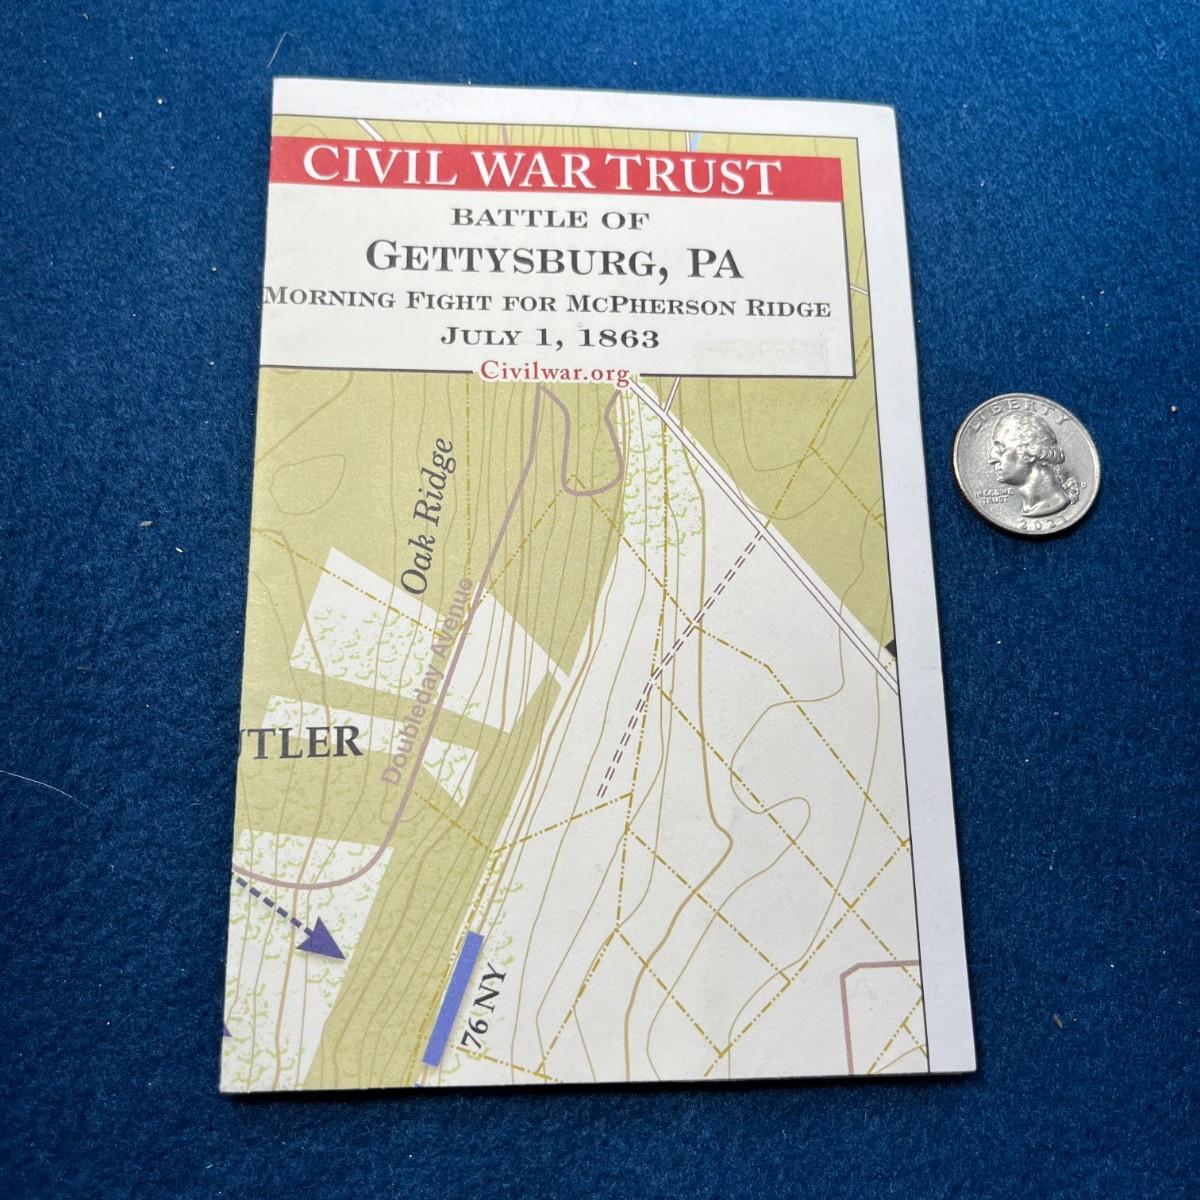 CIVIL WAR TRUST
BATTLE OF
GETTYSBURG, PA
MORNING FIGHT FOR MCPHERSON RIDGE
JULY 1, 1863
Civilwar.org
Oak Ridge
Doubleday Avenue
UTLER
76 NY
LIBERTY
IN GOD WE
TRUST